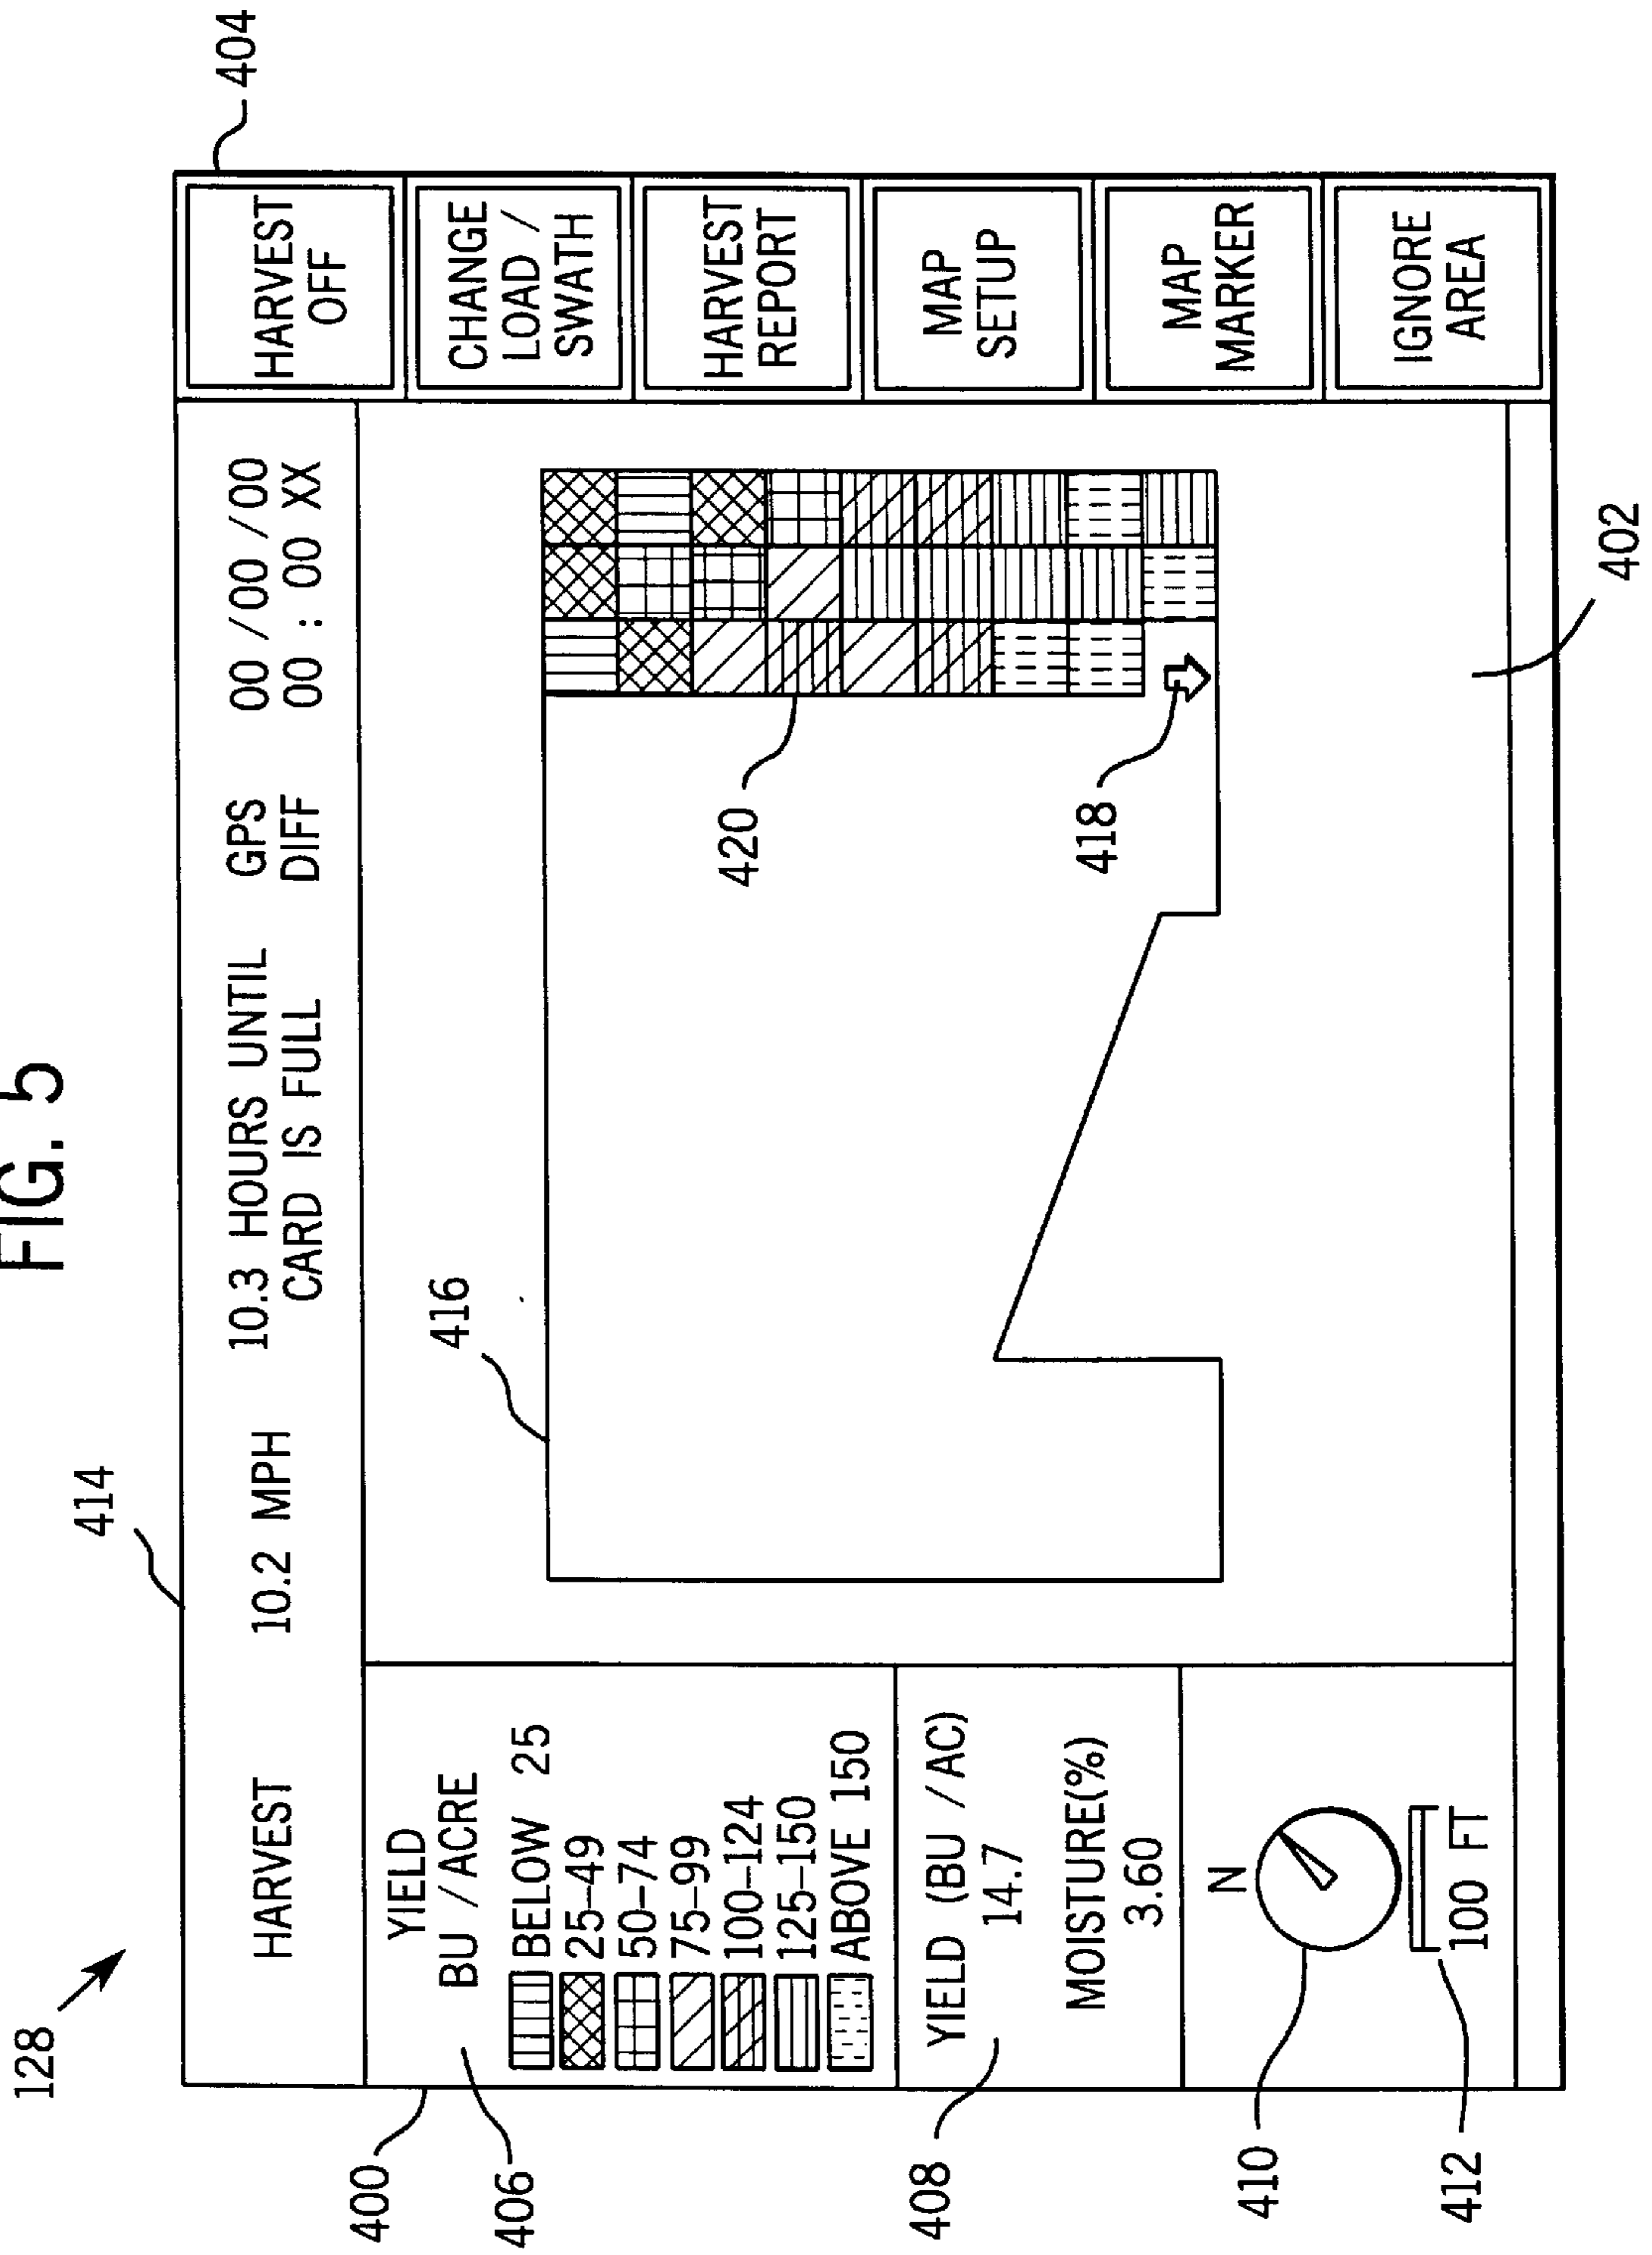 FIG. 5
128
414
HARVEST
10.2 MPH
10.3 HOURS UNTIL
CARD IS FULL
GPS
DIFF
00 /00 /00
00 : 00 XX
404
HARVEST
OFF
CHANGE
LOAD /
SWATH
HARVEST
REPORT
MAP
SETUP
MAP
MARKER
IGNORE
AREA
400
406
YIELD
BU /ACRE
BELOW 25
25–49
50–74
75–99
100–124
125–150
ABOVE 150
416
420
418
408
YIELD (BU /AC)
14.7
MOISTURE(%)
3.60
410
N
412
100 FT
402